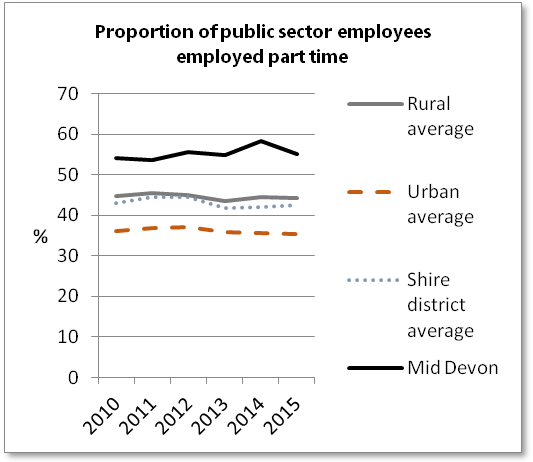 Proportion of public sector employees
employed part time
70
60
50
40
30
20
10
0
%
2010
2011
2012
2013
2014
2015
Rural
average
Urban
average
Shire
district
average
Mid Devon